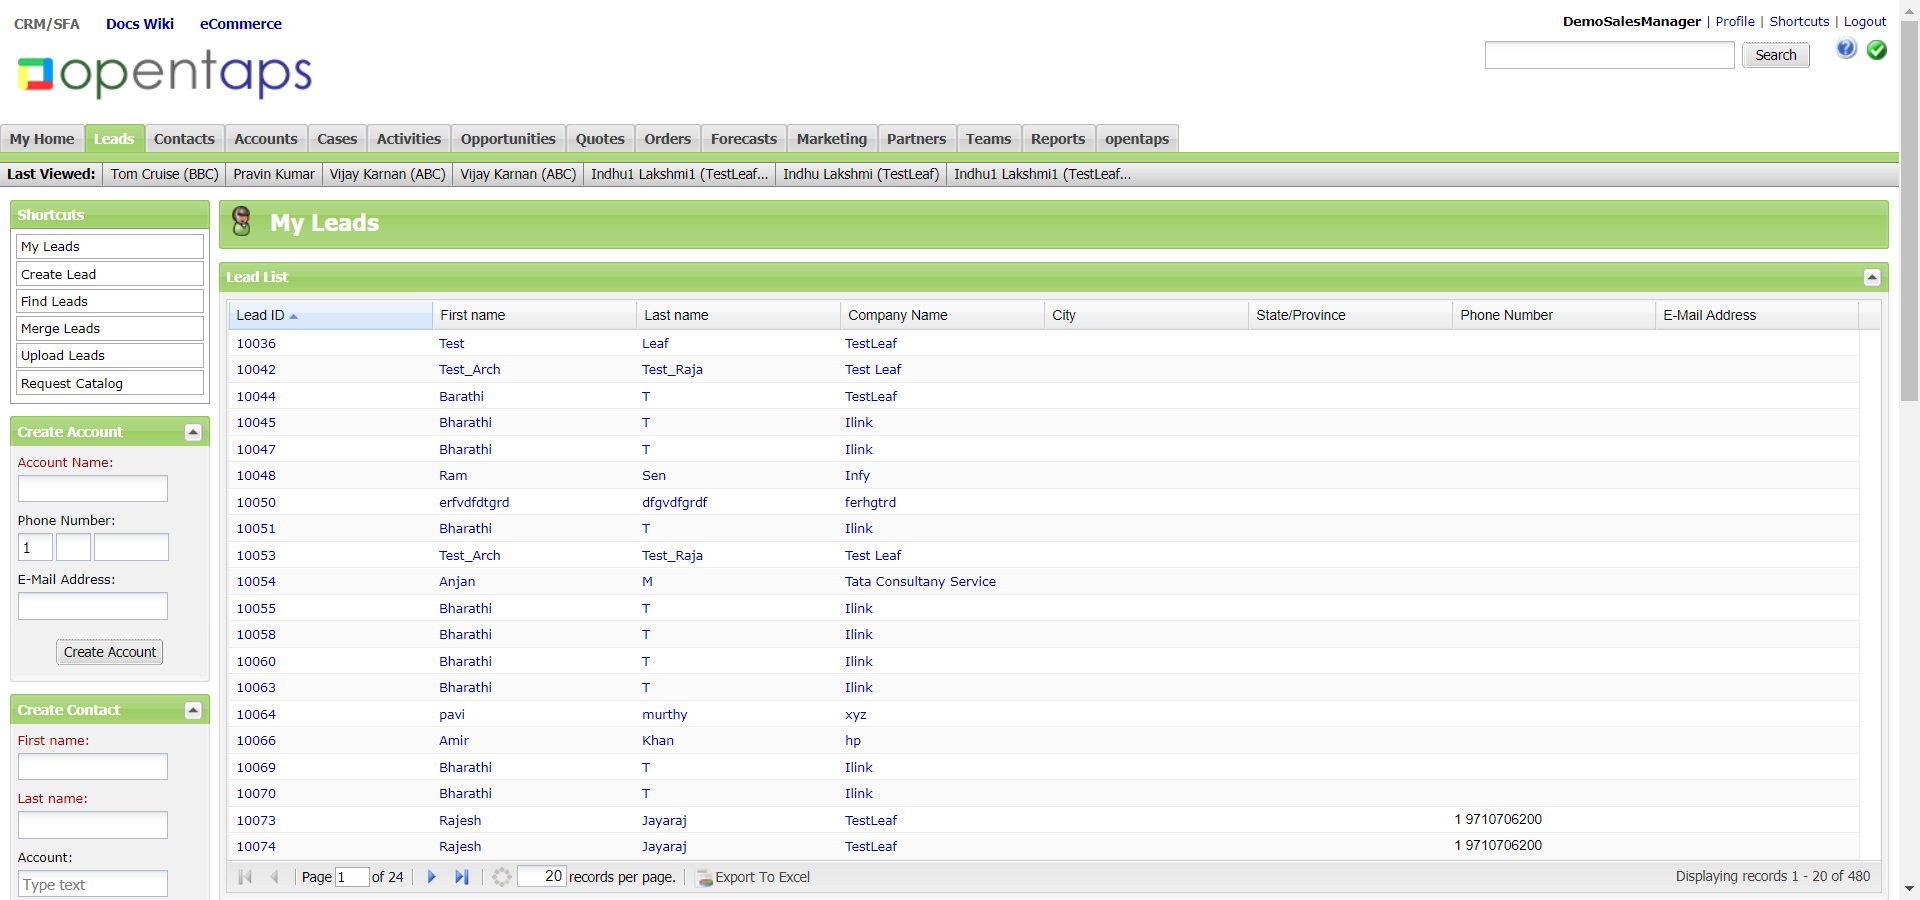 CRM/SFA Docs Wiki eCommerce
DemoSalesManager | Profile | Shortcuts | Logout
Search
opentaps
My Home Leads Contacts Accounts Cases Activities Opportunities Quotes Orders Forecasts Marketing Partners Teams Reports opentaps
Last Viewed: Tom Cruise (BBC) Pravin Kumar Vijay Karnan (ABC) Vijay Karnan (ABC) Indhu1 Lakshmi1 (TestLeaf... Indhu Lakshmi (TestLeaf) Indhu1 Lakshmi1 (TestLeaf...
Shortcuts
My Leads
Create Lead
Find Leads
Merge Leads
Upload Leads
Request Catalog
Create Account
Account Name:
Phone Number:
1
E-Mail Address:
Create Account
Create Contact
First name:
Last name:
Account:
Type text
My Leads
Lead List
Lead ID First name Last name Company Name City State/Province Phone Number E-Mail Address
10036 Test Leaf TestLeaf
10042 Test_Arch Test_Raja Test Leaf
10044 Barathi T TestLeaf
10045 Bharathi T Ilink
10047 Bharathi T Ilink
10048 Ram Sen Infy
10050 erfvdfdtgrd dfgvdfgrdf ferhgtrd
10051 Bharathi T Ilink
10053 Test_Arch Test_Raja Test Leaf
10054 Anjan M Tata Consultany Service
10055 Bharathi T Ilink
10058 Bharathi T Ilink
10060 Bharathi T Ilink
10063 Bharathi T Ilink
10064 pavi murthy xyz
10066 Amir Khan hp
10069 Bharathi T Ilink
10070 Bharathi T Ilink
10073 Rajesh Jayaraj TestLeaf 1 9710706200
10074 Rajesh Jayaraj TestLeaf 1 9710706200
Page 1 of 24 20 records per page. Export To Excel Displaying records 1 - 20 of 480